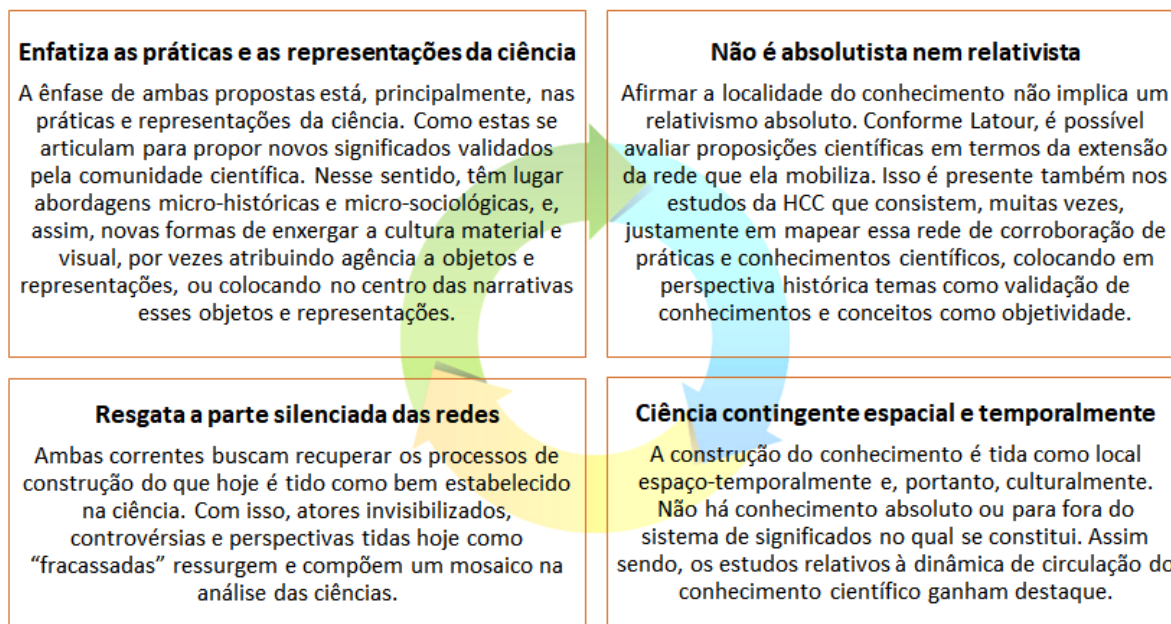 Enfatiza as práticas e as representações da ciência
A ênfase de ambas propostas está, principalmente, nas
práticas e representações da ciência. Como estas se
articulam para propor novos significados validados
pela comunidade científica. Nesse sentido, têm lugar
abordagens micro-históricas e micro-sociológicas, e,
assim, novas formas de enxergar a cultura material e
visual, por vezes atribuindo agência a objetos e
representações, ou colocando no centro das narrativas
esses objetos e representações.
Não é absolutista nem relativista
Afirmar a localidade do conhecimento não implica um
relativismo absoluto. Conforme Latour, é possível
avaliar proposições científicas em termos da extensão
da rede que ela mobiliza. Isso é presente também nos
estudos da HCC que consistem, muitas vezes,
justamente em mapear essa rede de corroboração de
práticas e conhecimentos científicos, colocando em
perspectiva histórica temas como validação de
conhecimentos e conceitos como objetividade.
Resgata a parte silenciada das redes
Ambas correntes buscam recuperar os processos de
construção do que hoje é tido como bem estabelecido
na ciência. Com isso, atores invisibilizados,
controvérsias e perspectivas tidas hoje como
“fracassadas” ressurgem e compõem um mosaico na
análise das ciências.
Ciência contingente espacial e temporalmente
A construção do conhecimento é tida como local
espaço-temporalmente e, portanto, culturalmente.
Não há conhecimento absoluto ou para fora do
sistema de significados no qual se constitui. Assim
sendo, os estudos relativos à dinâmica de circulação do
conhecimento científico ganham destaque.